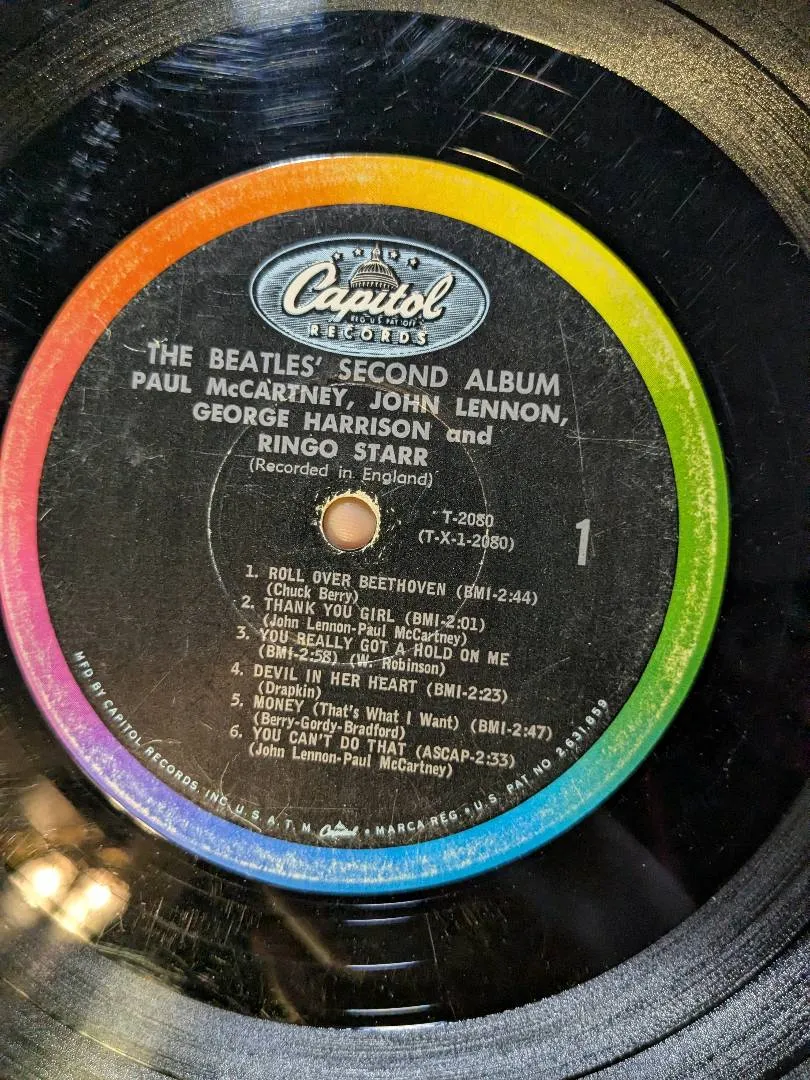 Capitol
REG. U.S. PAT. OFF.
RECORDS
THE BEATLES' SECOND ALBUM
PAUL McCARTNEY, JOHN LENNON,
GEORGE HARRISON and
RINGO STARR
(Recorded in England)
T-2080
(T-X-1-2080)
1
1. ROLL OVER BEETHOVEN (BMI-2:44)
(Chuck Berry)
2. THANK YOU GIRL (BMI-2:01)
(John Lennon-Paul McCartney)
3. YOU REALLY GOT A HOLD ON ME
(BMI-2:58) (W. Robinson)
4. DEVIL IN HER HEART (BMI-2:23)
(Drapkin)
5. MONEY (That's What I Want) (BMI-2:47)
(Berry-Gordy-Bradford)
6. YOU CAN'T DO THAT (ASCAP-2:33)
(John Lennon-Paul McCartney)
MFD. BY CAPITOL RECORDS, INC. U.S.A. T.M. Capitol • MARCA REG. • U.S. PAT. NO. 2,631,859